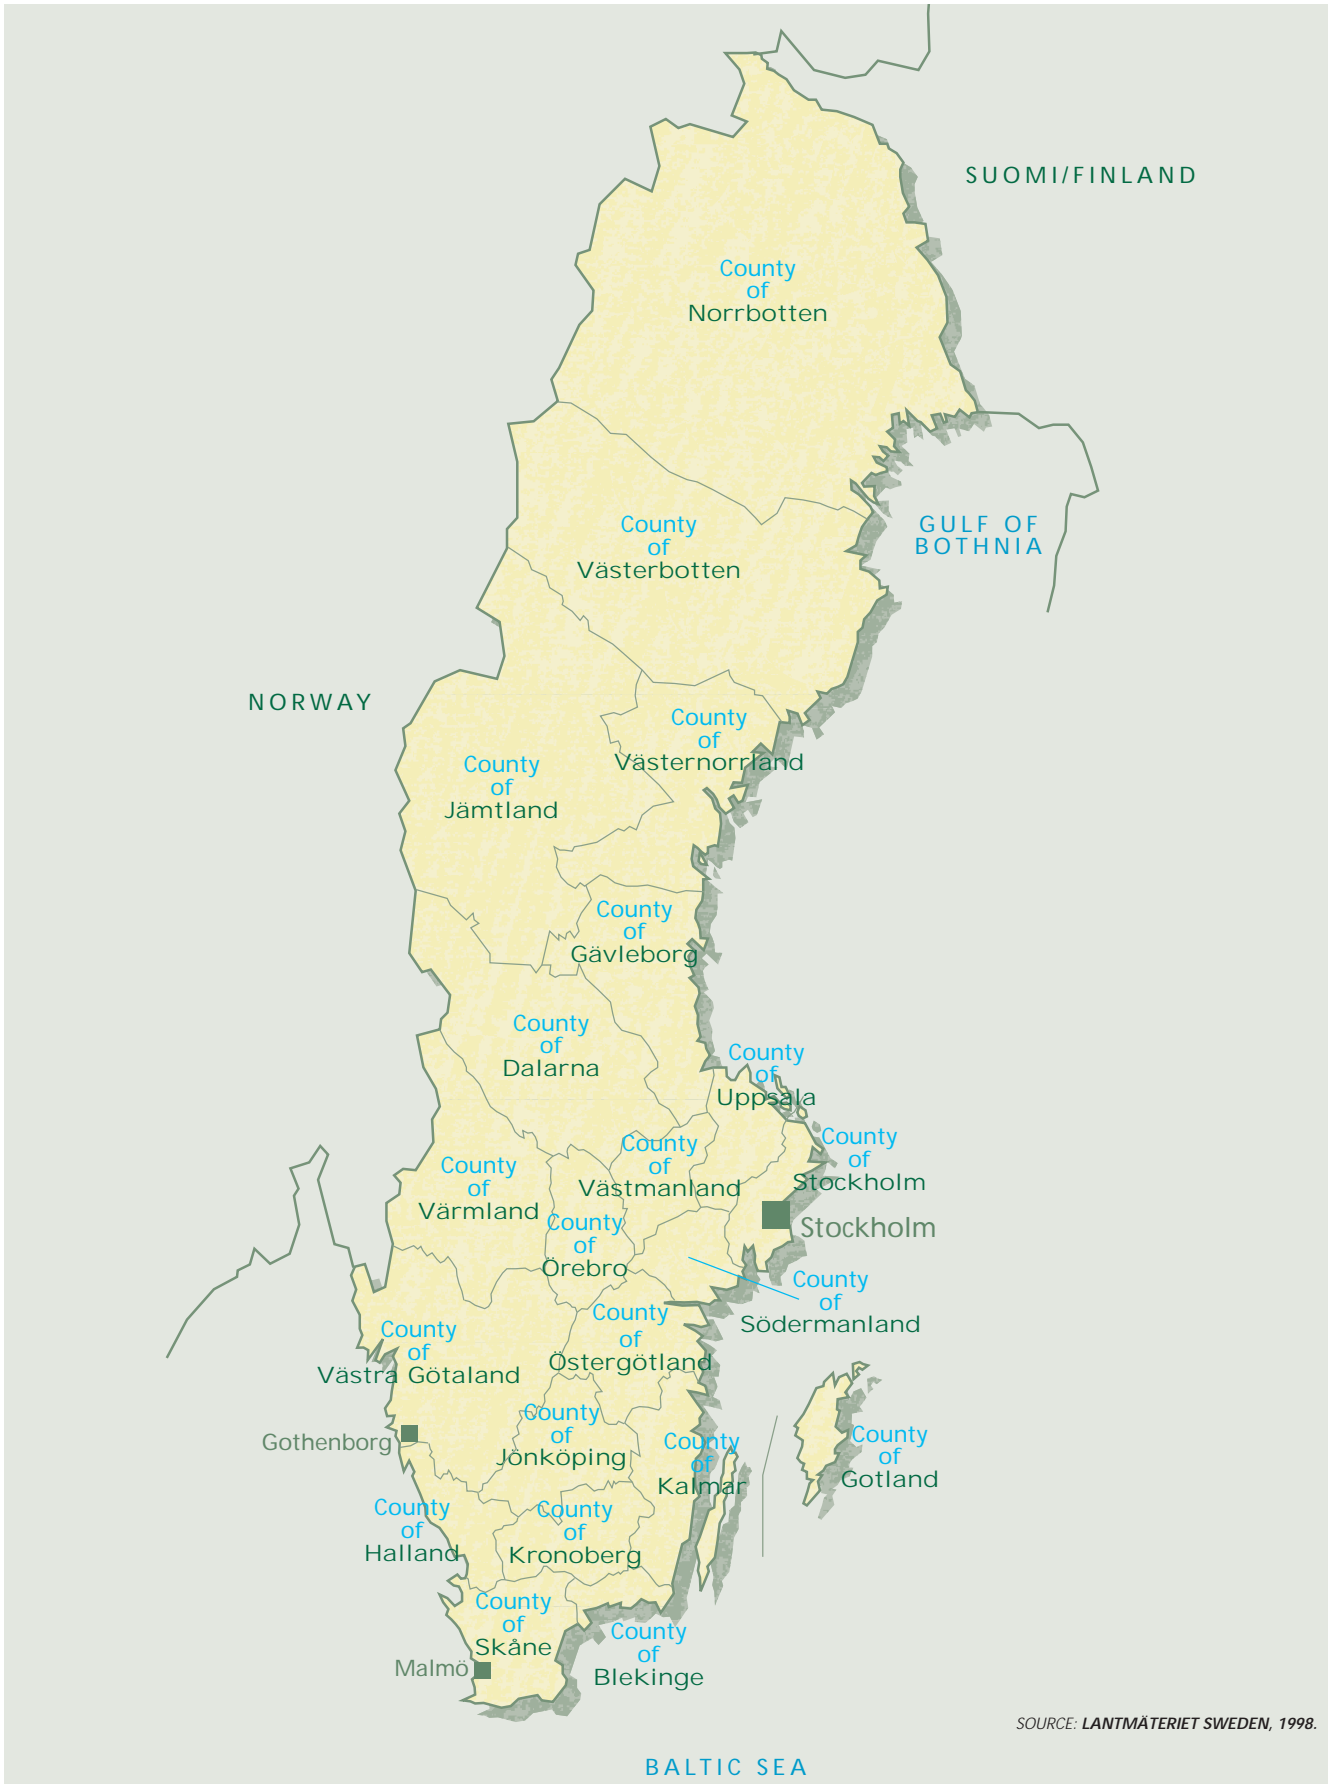 SUOMI/FINLAND
County
of
Norrbotten
GULF OF
BOTHNIA
County
of
Västerbotten
NORWAY
County
of
Västernorrland
County
of
Jämtland
County
of
Gävleborg
County
of
Dalarna
County
of
Uppsala
County
of
Stockholm
County
of
Västmanland
County
of
Värmland
Stockholm
County
of
Örebro
County
of
Södermanland
County
of
Östergötland
County
of
Västra Götaland
County
of
Jönköping
Gothenborg
County
of
Kalmar
County
of
Gotland
County
of
Halland
County
of
Kronoberg
County
of
Skåne
County
of
Blekinge
Malmö
SOURCE: LANTMÄTERIET SWEDEN, 1998.
BALTIC SEA